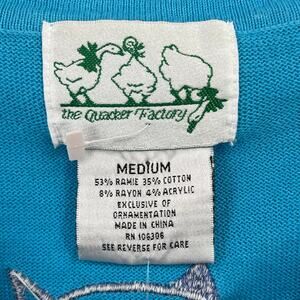 the Quacker Factory
MEDIUM
53% RAMIE 35% COTTON
8% RAYON 4% ACRYLIC
EXCLUSIVE OF
ORNAMENTATION
MADE IN CHINA
RN 106306
SEE REVERSE FOR CARE